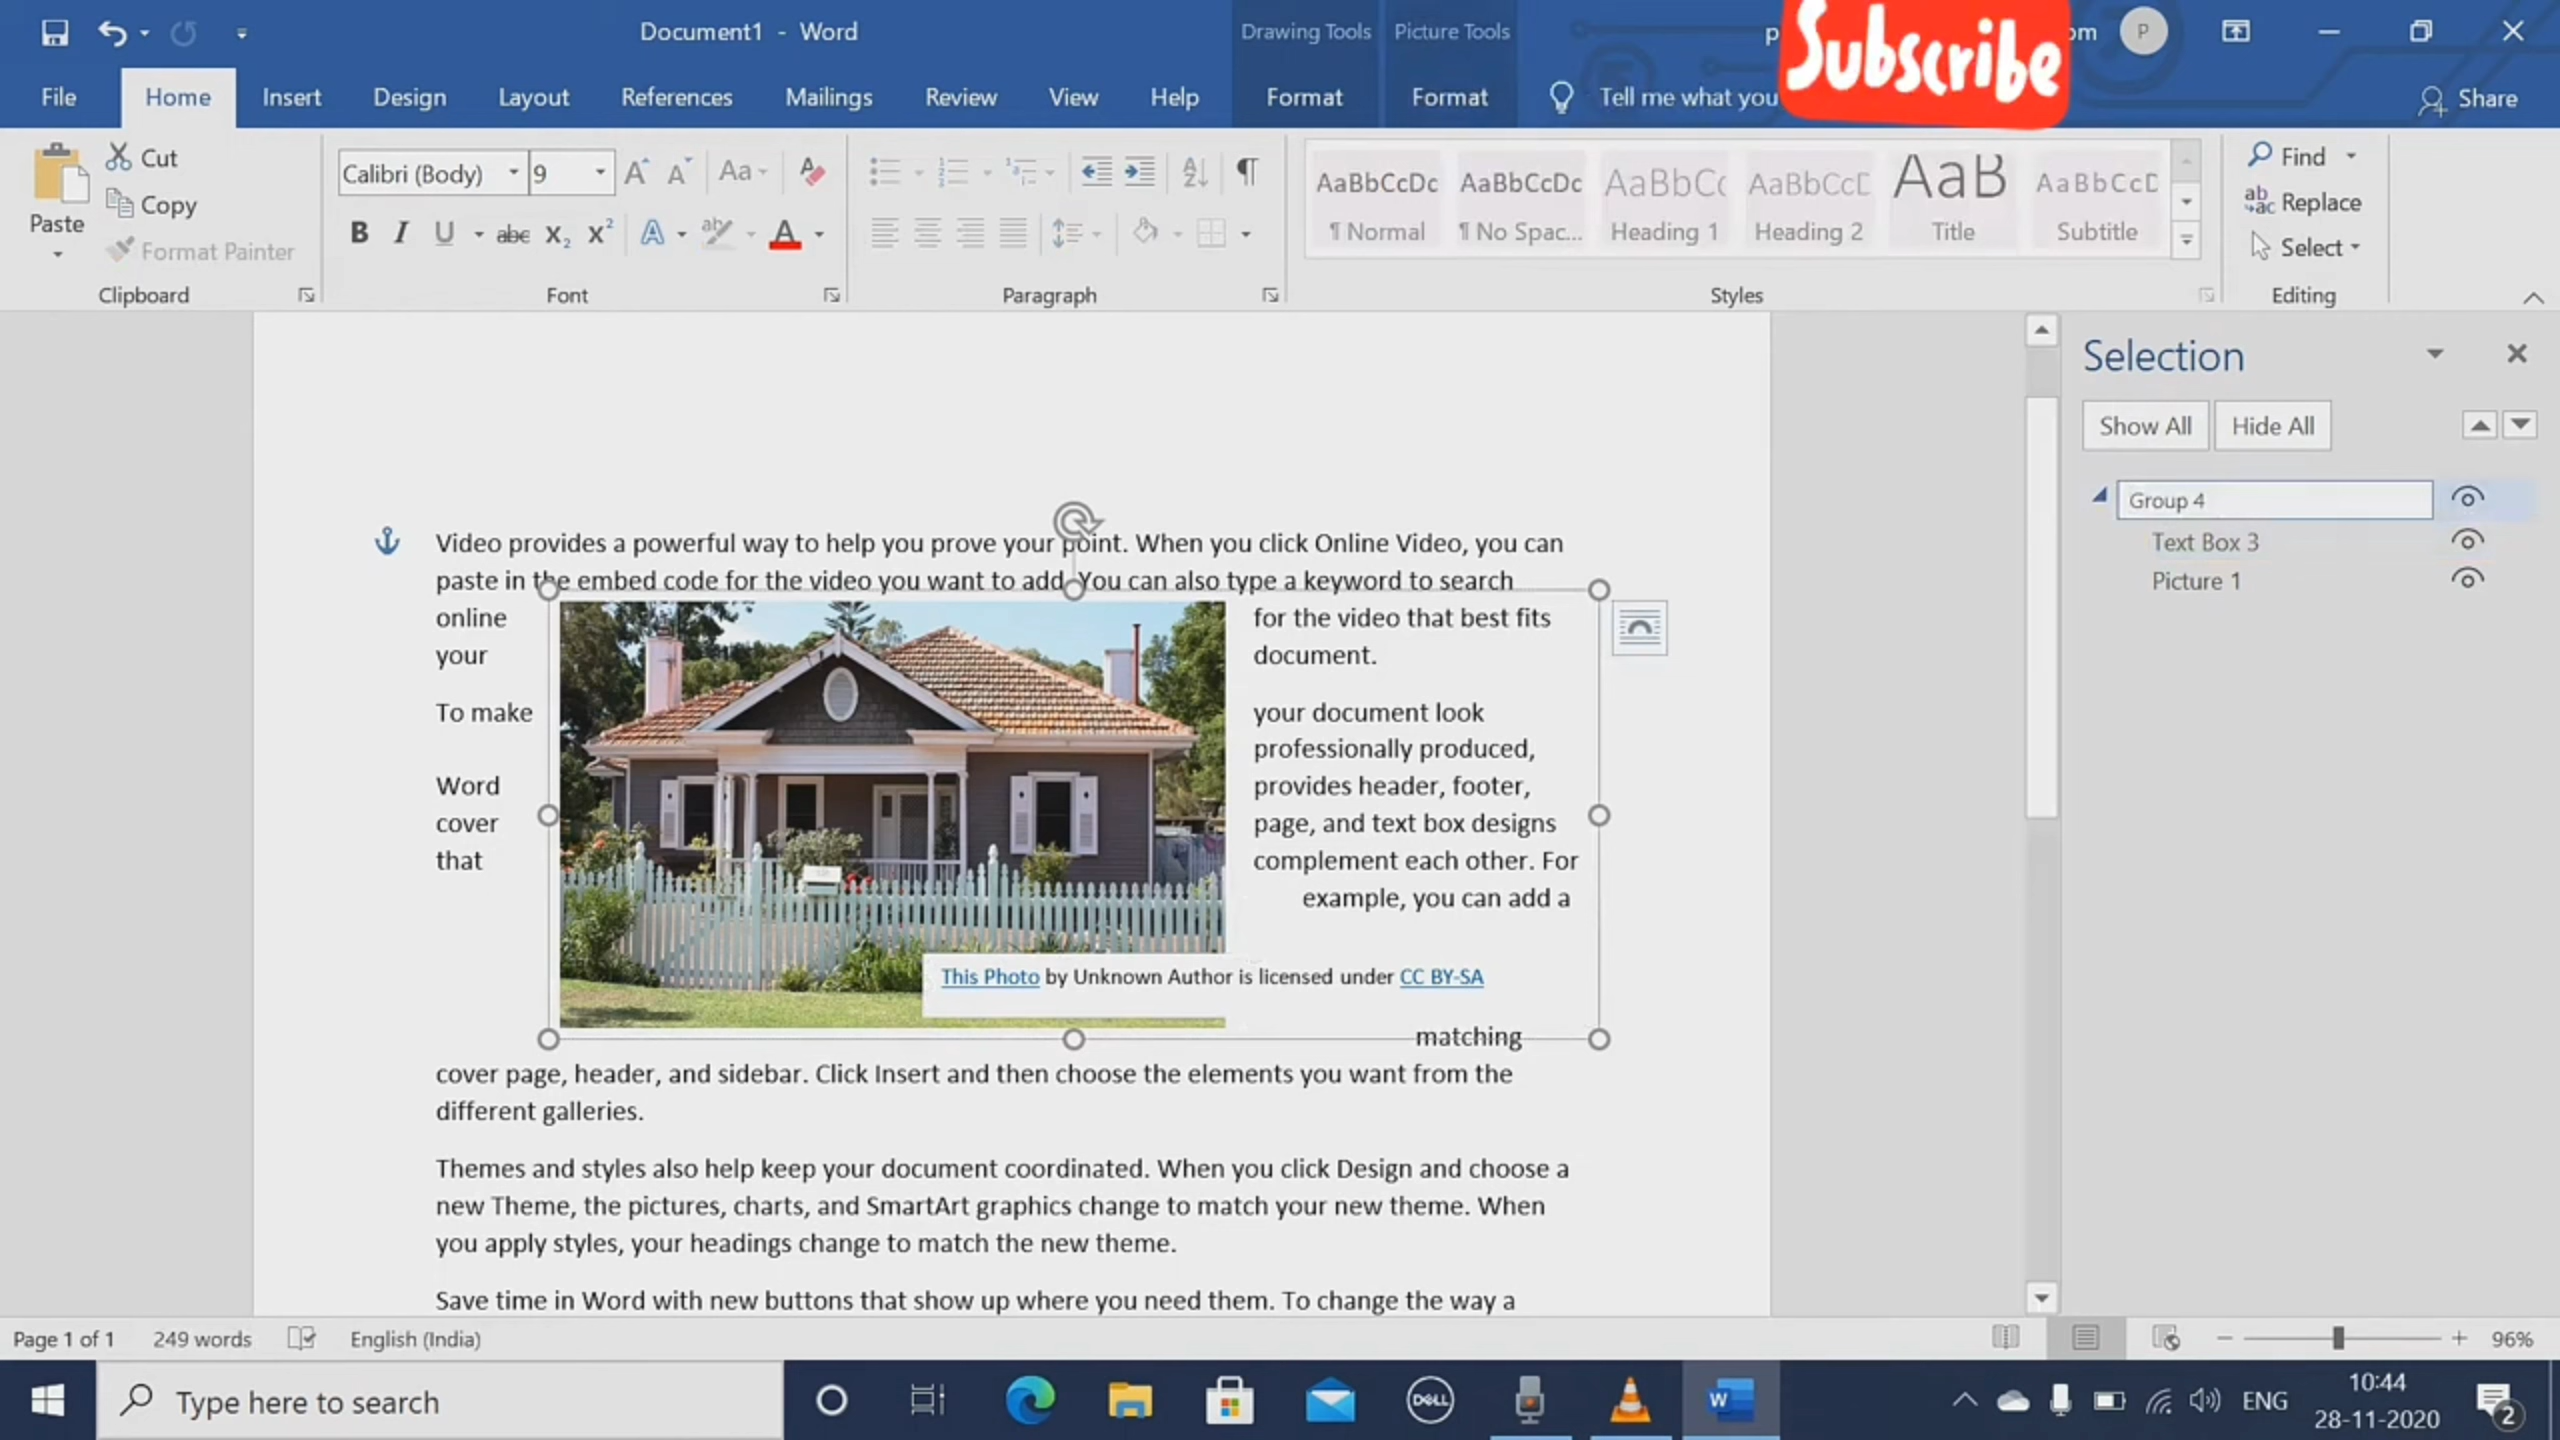 Document1 - Word
Drawing Tools
Picture Tools
p
Subscribe
om
P
File
Home
Insert
Design
Layout
References
Mailings
Review
View
Help
Format
Format
Tell me what you
Share
Paste
Cut
Copy
Format Painter
Clipboard
Calibri (Body)
9
Aa
B I U abc X₂ X² A aby A
Font
Paragraph
AaBbCcDc
¶ Normal
AaBbCcDc
¶ No Spac...
AaBbCc
Heading 1
AaBbCcD
Heading 2
AaB
Title
AaBbCcD
Subtitle
Styles
Find
Replace
Select
Editing
Selection
Show All
Hide All
Group 4
Text Box 3
Picture 1
Video provides a powerful way to help you prove your point. When you click Online Video, you can
paste in the embed code for the video you want to add. You can also type a keyword to search
online for the video that best fits
your document.
To make your document look
professionally produced,
Word provides header, footer,
cover page, and text box designs
that complement each other. For
example, you can add a
This Photo by Unknown Author is licensed under CC BY-SA
matching
cover page, header, and sidebar. Click Insert and then choose the elements you want from the
different galleries.
Themes and styles also help keep your document coordinated. When you click Design and choose a
new Theme, the pictures, charts, and SmartArt graphics change to match your new theme. When
you apply styles, your headings change to match the new theme.
Save time in Word with new buttons that show up where you need them. To change the way a
Page 1 of 1
249 words
English (India)
96%
Type here to search
DELL
W
ENG
10:44
28-11-2020
2